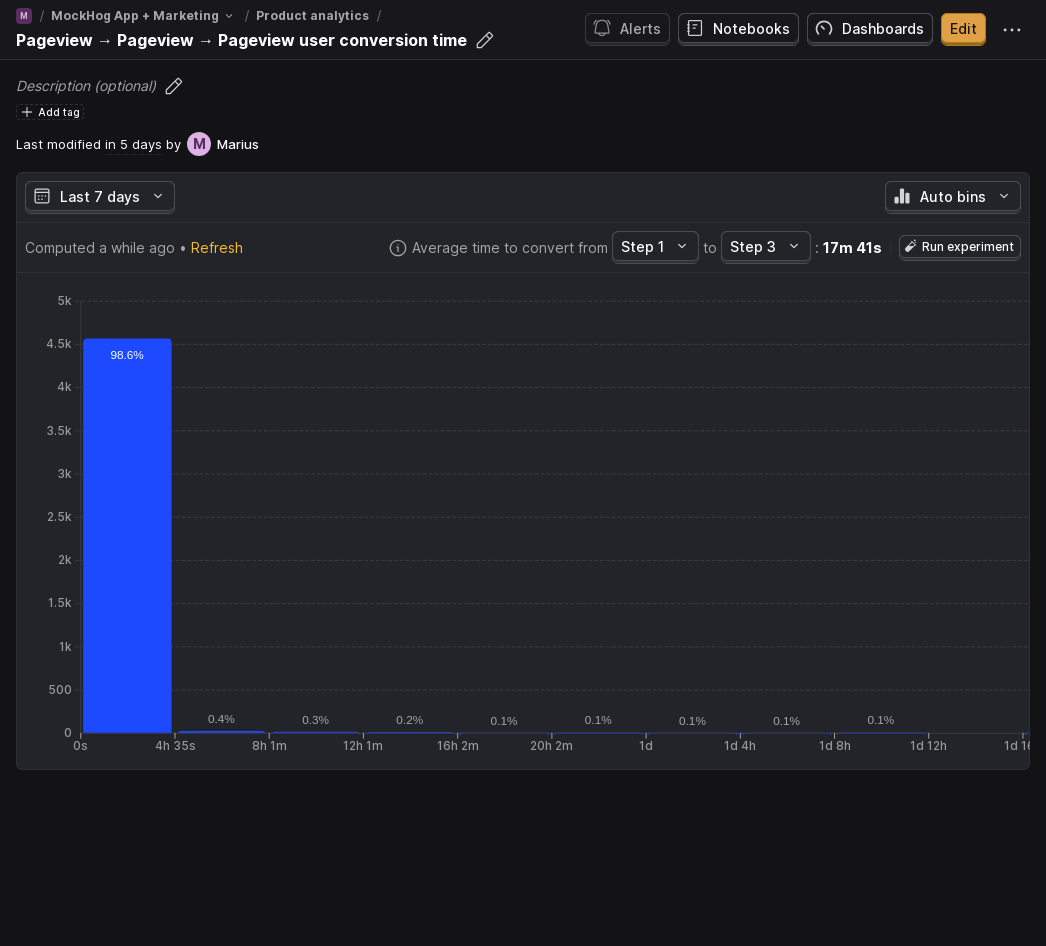 M / MockHog App + Marketing / Product analytics /
Pageview → Pageview → Pageview user conversion time
Alerts
Notebooks
Dashboards
Edit
Description (optional)
Add tag
Last modified in 5 days by M Marius
Last 7 days
Auto bins
Computed a while ago • Refresh
Average time to convert from Step 1 to Step 3 : 17m 41s
Run experiment
5k
4.5k
4k
3.5k
3k
2.5k
2k
1.5k
1k
500
0
98.6%
0.4%
0.3%
0.2%
0.1%
0.1%
0.1%
0.1%
0.1%
0s
4h 35s
8h 1m
12h 1m
16h 2m
20h 2m
1d
1d 4h
1d 8h
1d 12h
1d 16